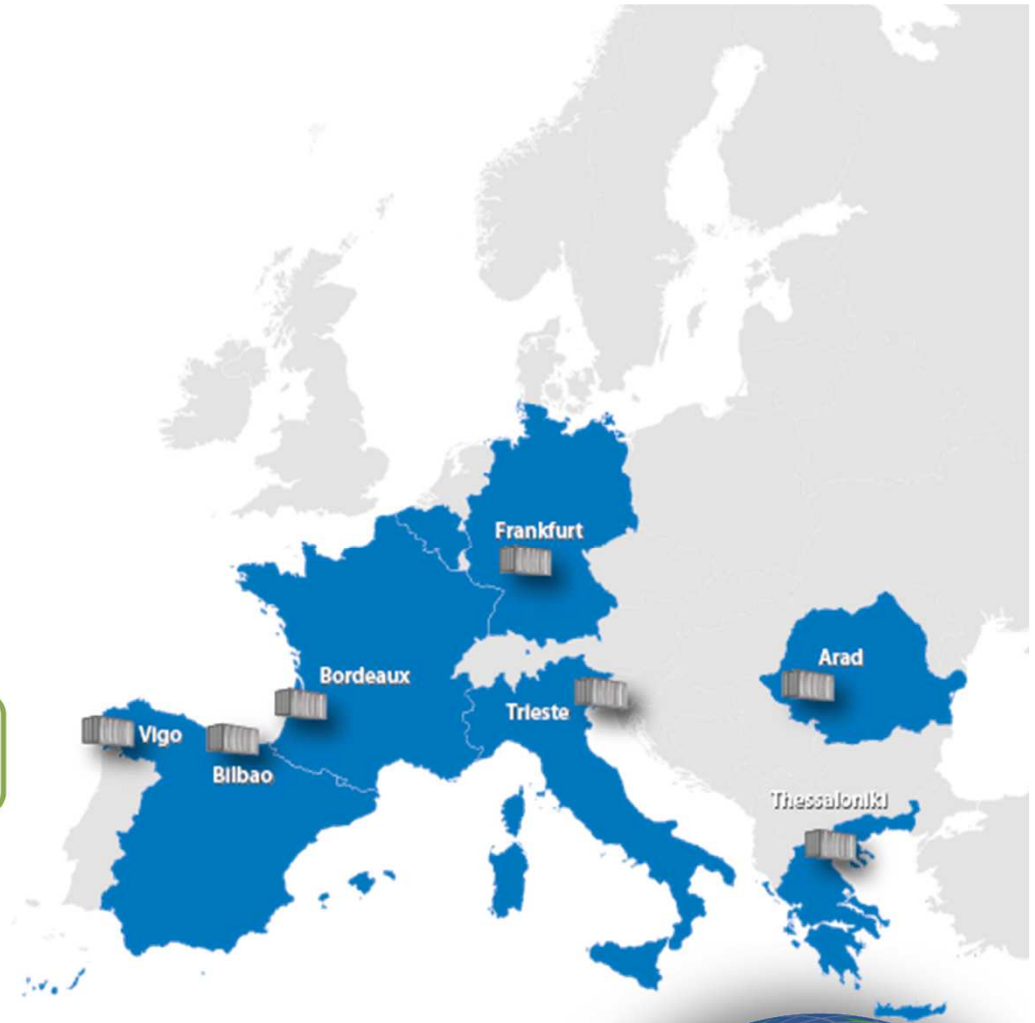 Frankfurt
Bordeaux
Arad
Trieste
Vigo
Bilbao
Thessaloniki